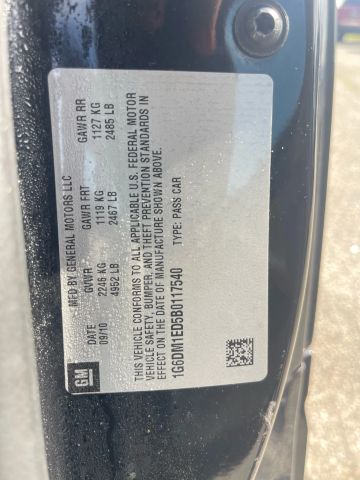 MFD BY GENERAL MOTORS LLC
DATE GVWR GAWR FRT GAWR RR
09/10 2246 KG 1119 KG 1127 KG
4952 LB 2467 LB 2485 LB
THIS VEHICLE CONFORMS TO ALL APPLICABLE U.S. FEDERAL MOTOR
VEHICLE SAFETY, BUMPER, AND THEFT PREVENTION STANDARDS IN
EFFECT ON THE DATE OF MANUFACTURE SHOWN ABOVE.
1G6DM1ED5B0117540 TYPE: PASS CAR
GM